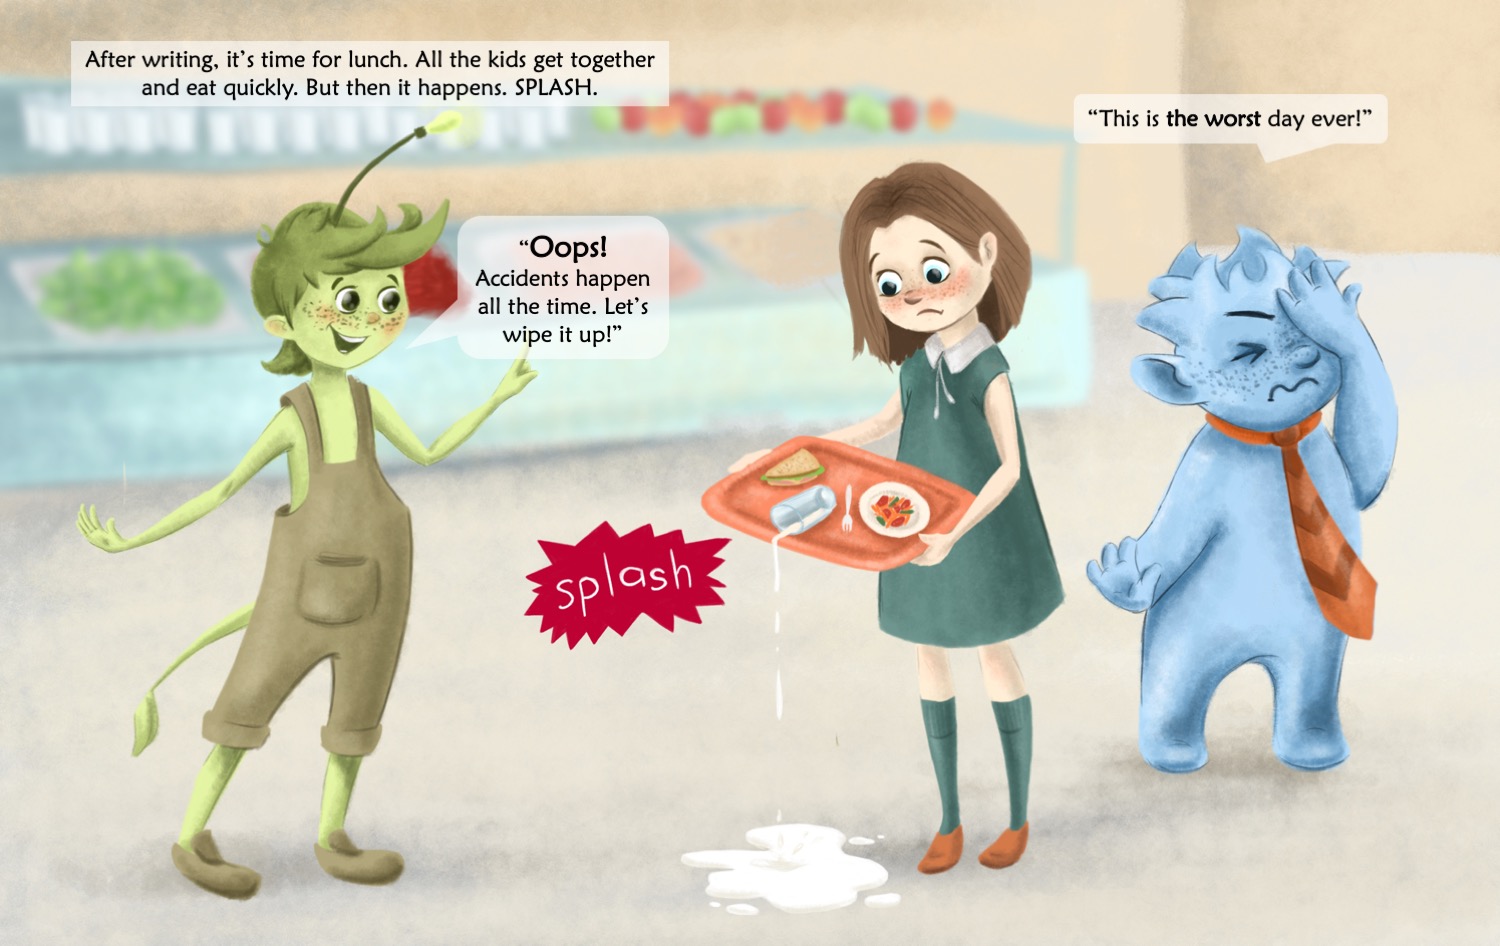 After writing, it’s time for lunch. All the kids get together
and eat quickly. But then it happens. SPLASH.
“Oops!
Accidents happen
all the time. Let’s
wipe it up!”
splash
“This is the worst day ever!”